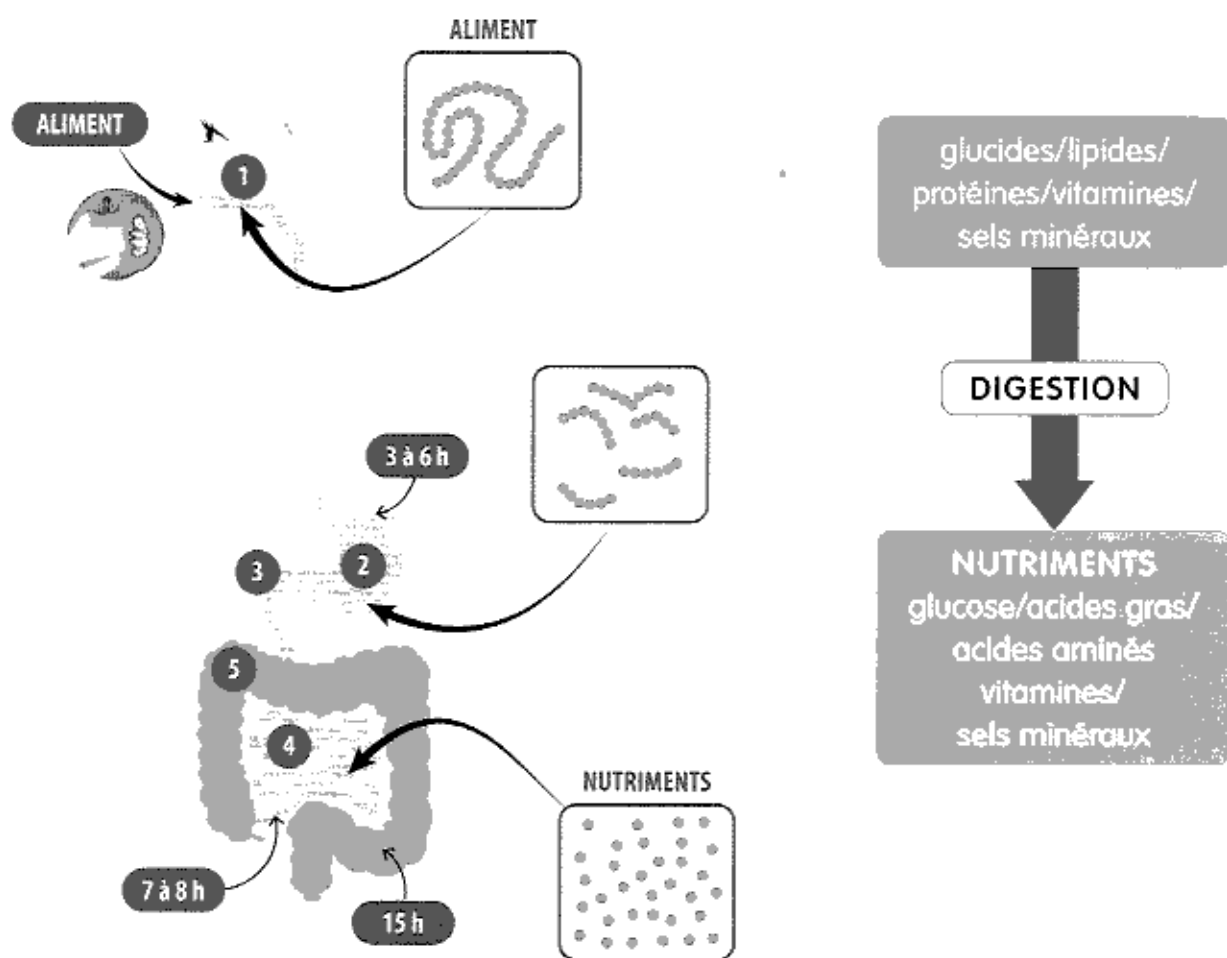 ALIMENT
ALIMENT
1
glucides/lipides/
protéines/vitamines/
sels minéraux
DIGESTION
3 à 6 h
3
2
5
4
NUTRIMENTS
glucose/acides gras/
acides aminés
vitamines/
sels minéraux
NUTRIMENTS
7 à 8 h
15 h